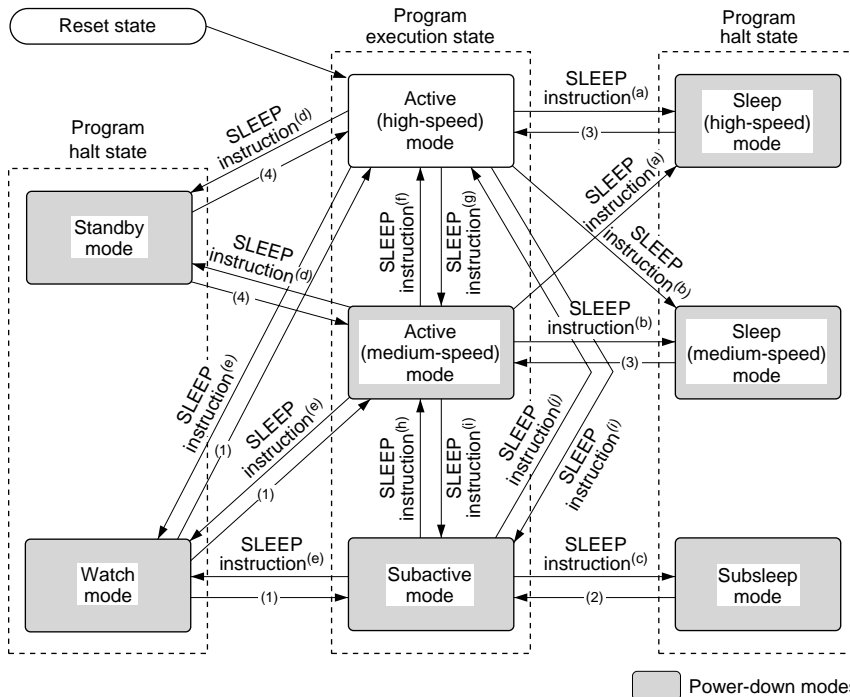 Reset state
Program
execution state
Program
halt state
Program
halt state
Active
(high-speed)
mode
SLEEP
instruction(a)
(3)
Sleep
(high-speed)
mode
SLEEP
instruction(d)
(4)
Standby
mode
SLEEP
instruction(d)
(4)
SLEEP
instruction(f)
SLEEP
instruction(g)
SLEEP
instruction(a)
SLEEP
instruction(b)
Active
(medium-speed)
mode
SLEEP
instruction(b)
(3)
Sleep
(medium-speed)
mode
SLEEP
instruction(e)
(1)
SLEEP
instruction(e)
(1)
SLEEP
instruction(h)
SLEEP
instruction(i)
SLEEP
instruction(j)
SLEEP
instruction(i)
Watch
mode
SLEEP
instruction(e)
(1)
Subactive
mode
SLEEP
instruction(c)
(2)
Subsleep
mode
Power-down modes